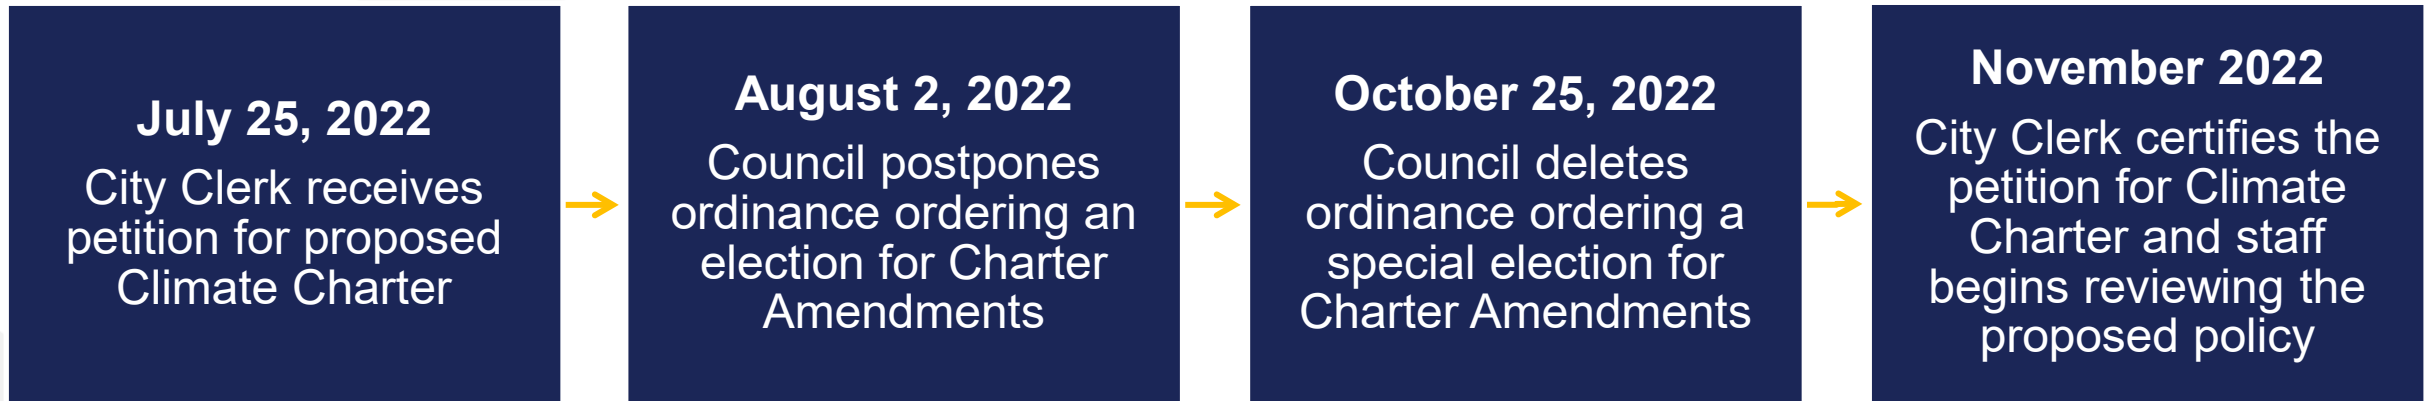 July 25, 2022
City Clerk receives
petition for proposed
Climate Charter
August 2, 2022
Council postpones
ordinance ordering an
election for Charter
Amendments
October 25, 2022
Council deletes
ordinance ordering a
special election for
Charter Amendments
November 2022
City Clerk certifies the
petition for Climate
Charter and staff
begins reviewing the
proposed policy